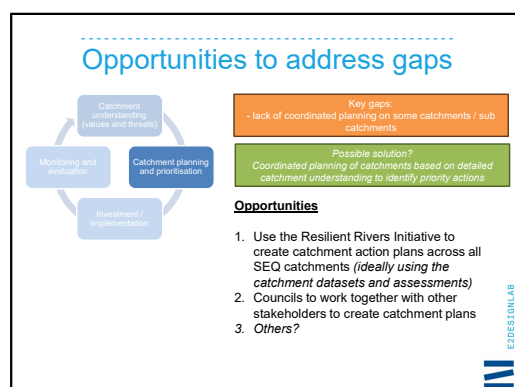 Opportunities to address gaps
Catchment
understanding
(values and threats)
Monitoring and
evaluation
Catchment planning
and prioritisation
Investment /
implementation
Key gaps:
- lack of coordinated planning on some catchments / sub
catchments
Possible solution?
Coordinated planning of catchments based on detailed
catchment understanding to identify priority actions
Opportunities
1. Use the Resilient Rivers Initiative to
create catchment action plans across all
SEQ catchments (ideally using the
catchment datasets and assessments)
2. Councils to work together with other
stakeholders to create catchment plans
3. Others?
E2DESIGNLAB